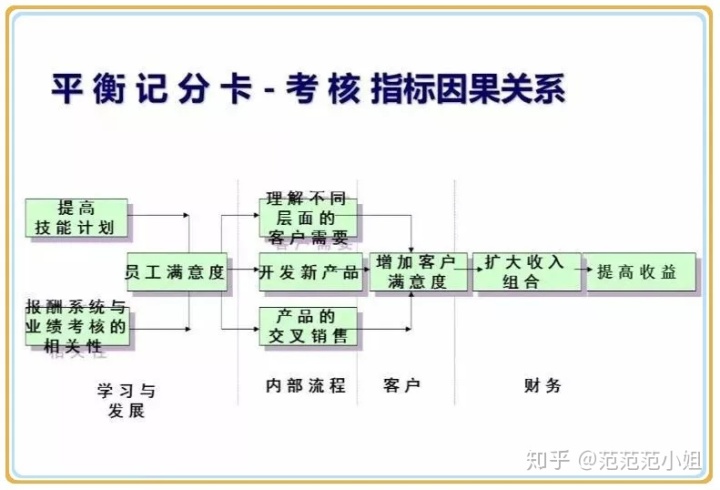 平衡记分卡-考核指标因果关系
提高
技能计划
报酬系统与
业绩考核的
相关性
员工满意度
理解不同
层面的
客户需要
开发新产品
产品的
交叉销售
增加客户
满意度
扩大收入
组合
提高收益
学习与
发展
内部流程
客户
财务
知乎 @范范范小姐